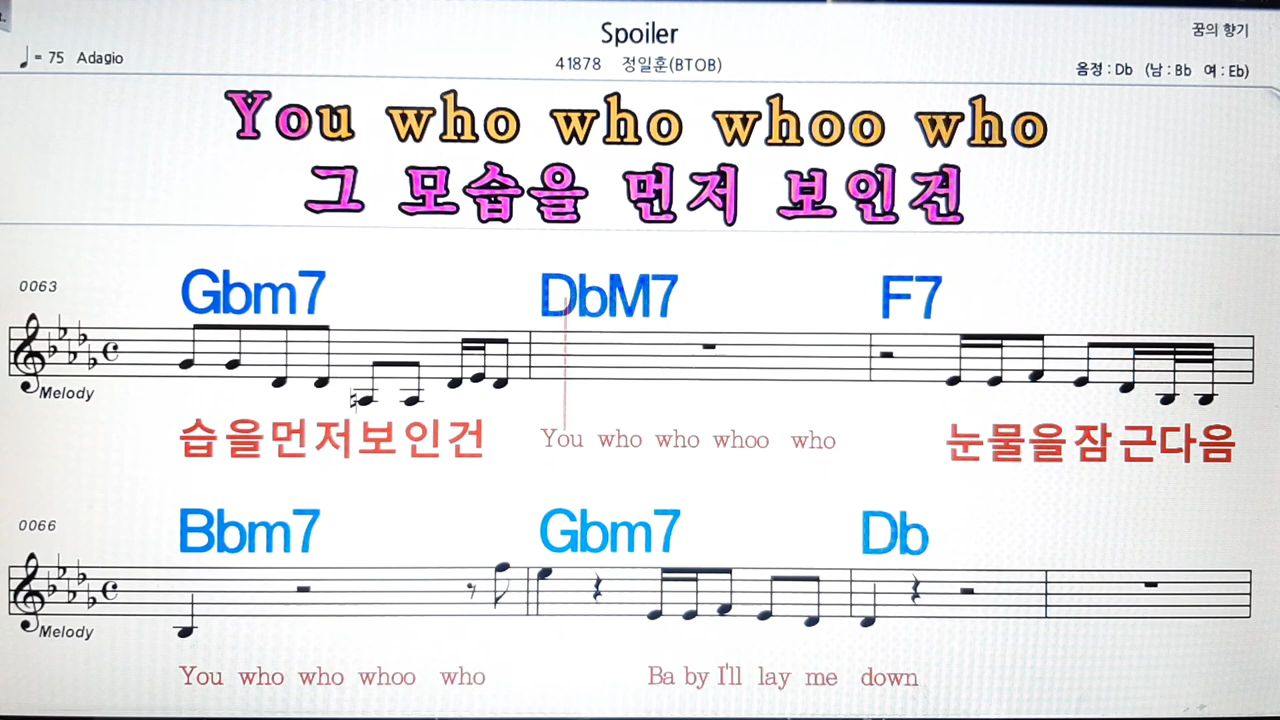 Spoiler
꿈의 향기
= 75 Adagio
41878 정일훈(BTOB)
음정 : Db (남 : Bb 여 : Eb)
You who who whoo who
그 모습을 먼저 보인건
0063
Gbm7 DbM7 F7
Melody
습을먼저보인건 You who who whoo who 눈물을잠근다음
0066
Bbm7 Gbm7 Db
Melody
You who who whoo who Ba by I'll lay me down